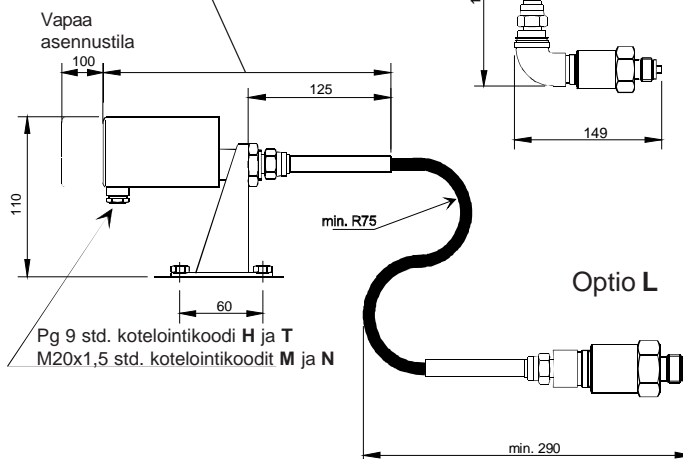 Vapaa
asennustila
100
125
149
110
min. R75
60
Optio L
Pg 9 std. kotelointikoodi H ja T
M20x1,5 std. kotelointikoodit M ja N
min. 290